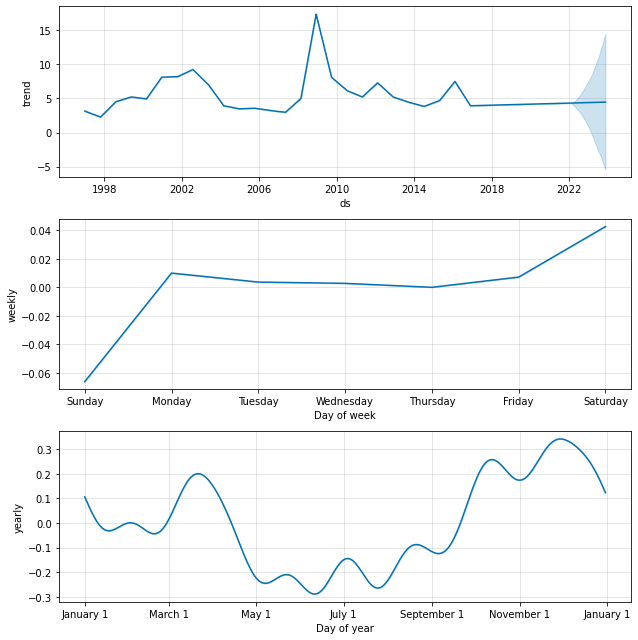 15
10
5
0
−5
trend
1998
2002
2006
2010
2014
2018
2022
ds
0.04
0.02
0.00
−0.02
−0.04
−0.06
weekly
Sunday
Monday
Tuesday
Wednesday
Thursday
Friday
Saturday
Day of week
0.3
0.2
0.1
0.0
−0.1
−0.2
−0.3
yearly
January 1
March 1
May 1
July 1
September 1
November 1
January 1
Day of year